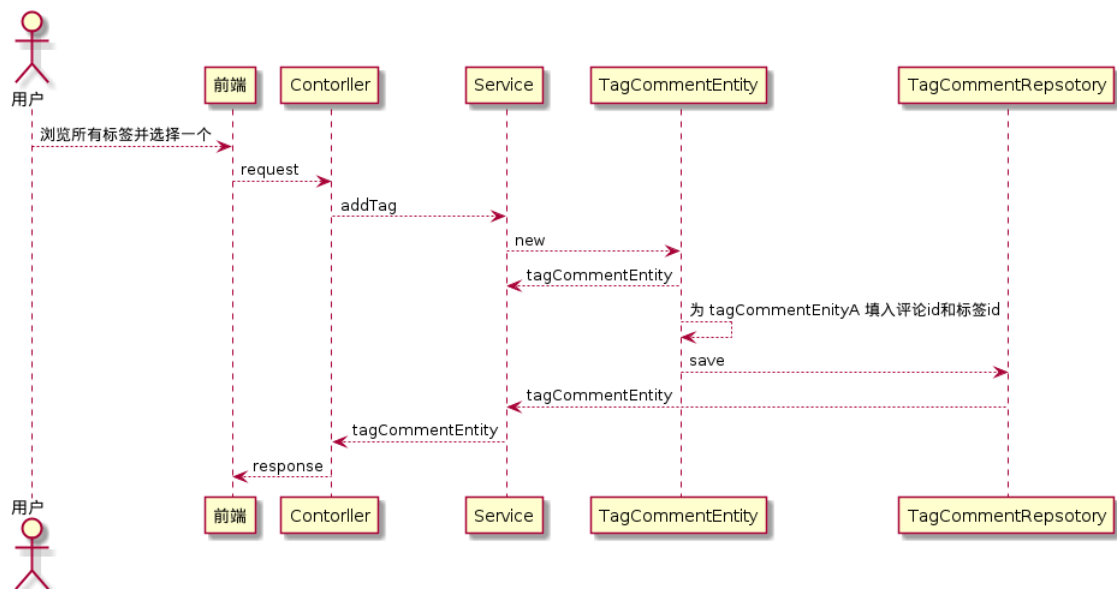 用户
前端
Contorller
Service
TagCommentEntity
TagCommentRepsotory
浏览所有标签并选择一个
request
addTag
new
tagCommentEntity
为 tagCommentEnityA 填入评论id和标签id
save
tagCommentEntity
tagCommentEntity
response
用户
前端
Contorller
Service
TagCommentEntity
TagCommentRepsotory